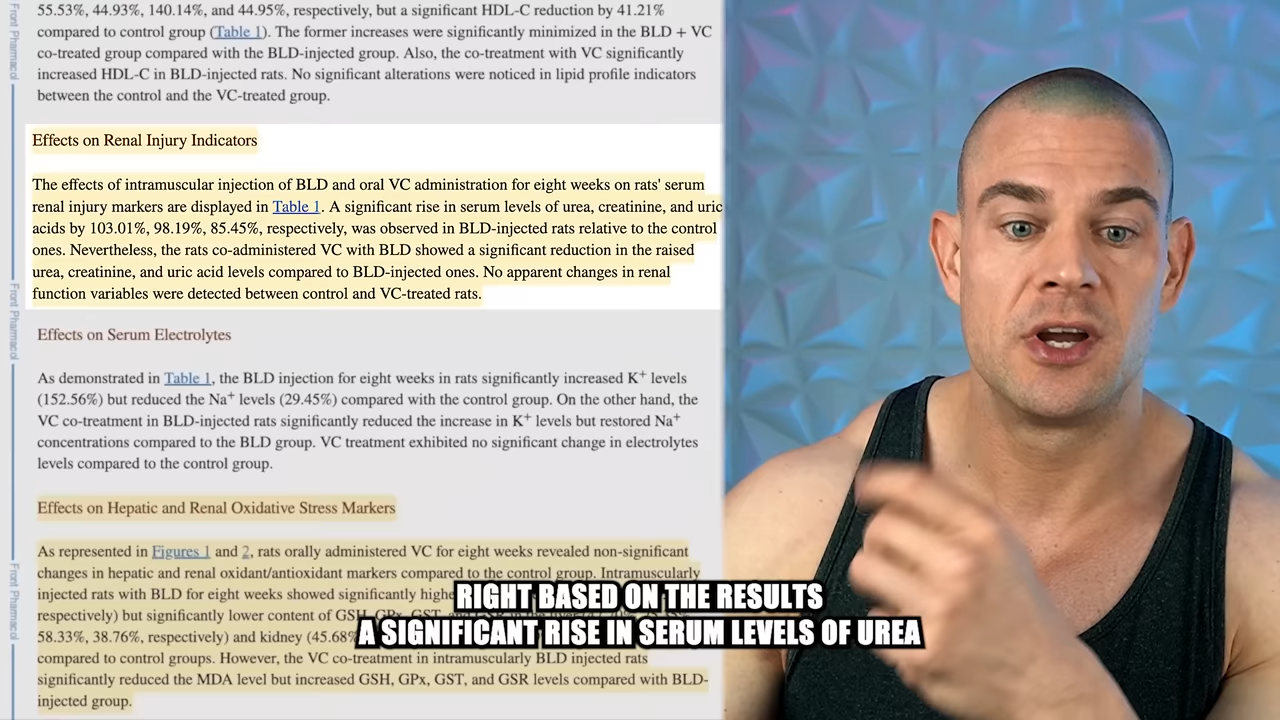 Front Pharmacol
Front Pharmacol
Front Pharmacol
55.53%, 44.93%, 140.14%, and 44.95%, respectively, but a significant HDL-C reduction by 41.21%
compared to control group (Table 1). The former increases were significantly minimized in the BLD + VC
co-treated group compared with the BLD-injected group. Also, the co-treatment with VC significantly
increased HDL-C in BLD-injected rats. No significant alterations were noticed in lipid profile indicators
between the control and the VC-treated group.
Effects on Renal Injury Indicators
The effects of intramuscular injection of BLD and oral VC administration for eight weeks on rats' serum
renal injury markers are displayed in Table 1. A significant rise in serum levels of urea, creatinine, and uric
acids by 103.01%, 98.19%, 85.45%, respectively, was observed in BLD-injected rats relative to the control
ones. Nevertheless, the rats co-administered VC with BLD showed a significant reduction in the raised
urea, creatinine, and uric acid levels compared to BLD-injected ones. No apparent changes in renal
function variables were detected between control and VC-treated rats.
Effects on Serum Electrolytes
As demonstrated in Table 1, the BLD injection for eight weeks in rats significantly increased K⁺ levels
(152.56%) but reduced the Na⁺ levels (29.45%) compared with the control group. On the other hand, the
VC co-treatment in BLD-injected rats significantly reduced the increase in K⁺ levels but restored Na⁺
concentrations compared to the BLD group. VC treatment exhibited no significant change in electrolytes
levels compared to the control group.
Effects on Hepatic and Renal Oxidative Stress Markers
As represented in Figures 1 and 2, rats orally administered VC for eight weeks revealed non-significant
changes in hepatic and renal oxidant/antioxidant markers compared to the control group. Intramuscularly
injected rats with BLD for eight weeks showed significantly
respectively) but significantly lower content of GSH, GPx, GST,
58.33%, 38.76%, respectively) and kidney (45.68%
compared to control groups. However, the VC co-treatment in intramuscularly BLD injected rats
significantly reduced the MDA level but increased GSH, GPx, GST, and GSR levels compared with BLD-
injected group.
RIGHT BASED ON THE RESULTS
A SIGNIFICANT RISE IN SERUM LEVELS OF UREA